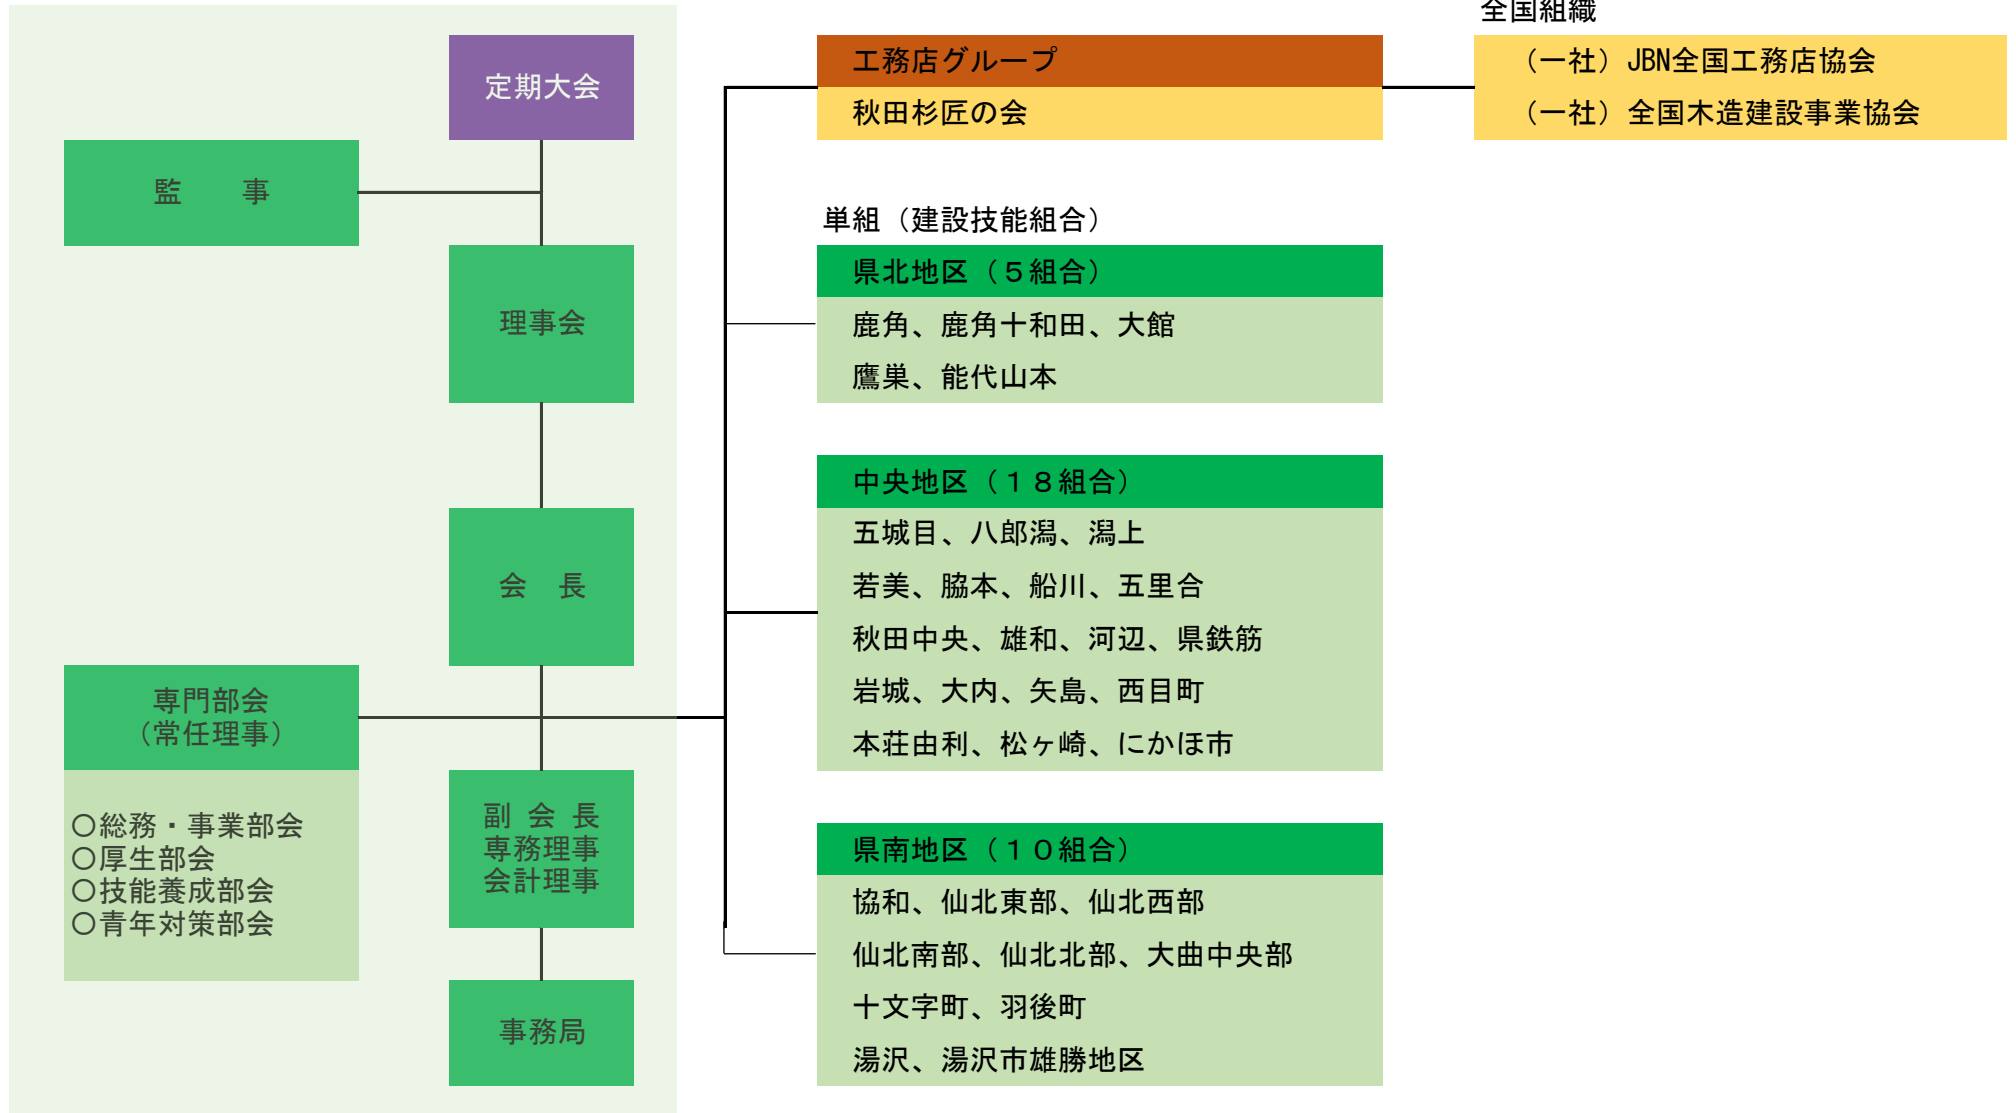 定期大会
監　　事
理事会
会　長
専門部会
（常任理事）
〇総務・事業部会
〇厚生部会
〇技能養成部会
〇青年対策部会
副 会 長
専務理事
会計理事
事務局
工務店グループ
秋田杉匠の会
全国組織
（一社）JBN全国工務店協会
（一社）全国木造建設事業協会
単組（建設技能組合）
県北地区（５組合）
鹿角、鹿角十和田、大館
鷹巣、能代山本
中央地区（１８組合）
五城目、八郎潟、潟上
若美、脇本、船川、五里合
秋田中央、雄和、河辺、県鉄筋
岩城、大内、矢島、西目町
本荘由利、松ヶ崎、にかほ市
県南地区（１０組合）
協和、仙北東部、仙北西部
仙北南部、仙北北部、大曲中央部
十文字町、羽後町
湯沢、湯沢市雄勝地区